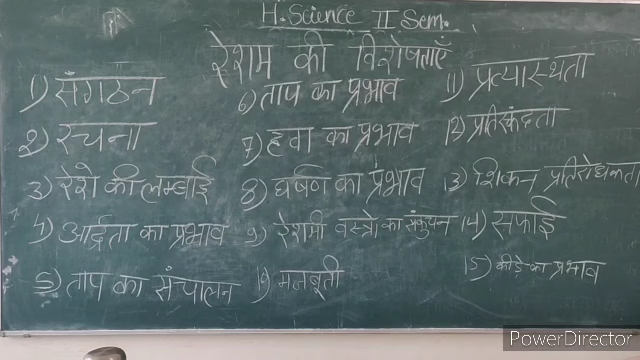 H. Science II Sem.
रेशम की विशेषताएँ
1) संगठन
2) रचना
3) रेशे की लम्बाई
4) आर्द्रता का प्रभाव
5) ताप का संचालन
6) ताप का प्रभाव
7) हवा का प्रभाव
8) घर्षण का प्रभाव
9) रेशमी वस्त्रो का संकुचन
10) मजबूती
11) प्रत्यास्थता
12) प्रतिस्कंदता
13) शिकन प्रतिरोधकता
14) सफाई
15) कीड़े का प्रभाव
PowerDirector